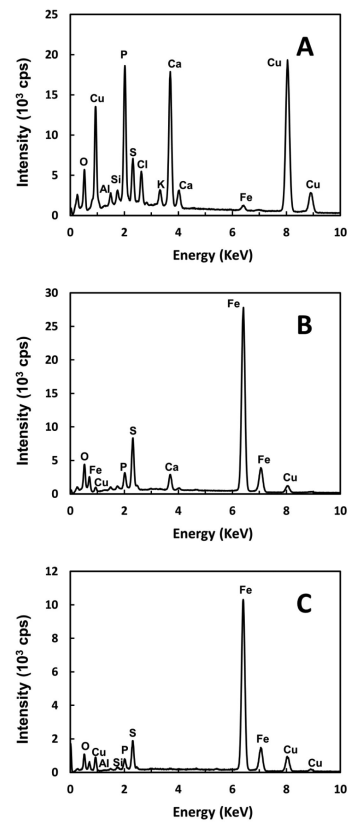 A
Intensity (10³ cps)
25
20
15
10
5
0
O
Cu
Al
Si
P
S
Cl
K
Ca
Ca
Fe
Cu
Cu
0 2 4 6 8 10
Energy (KeV)
B
Intensity (10³ cps)
30
25
20
15
10
5
0
O
Fe
Cu
P
S
Ca
Fe
Fe
Cu
0 2 4 6 8 10
Energy (KeV)
C
Intensity (10³ cps)
12
10
8
6
4
2
0
O
Cu
Al
Si
P
S
Fe
Fe
Cu
Cu
0 2 4 6 8 10
Energy (KeV)